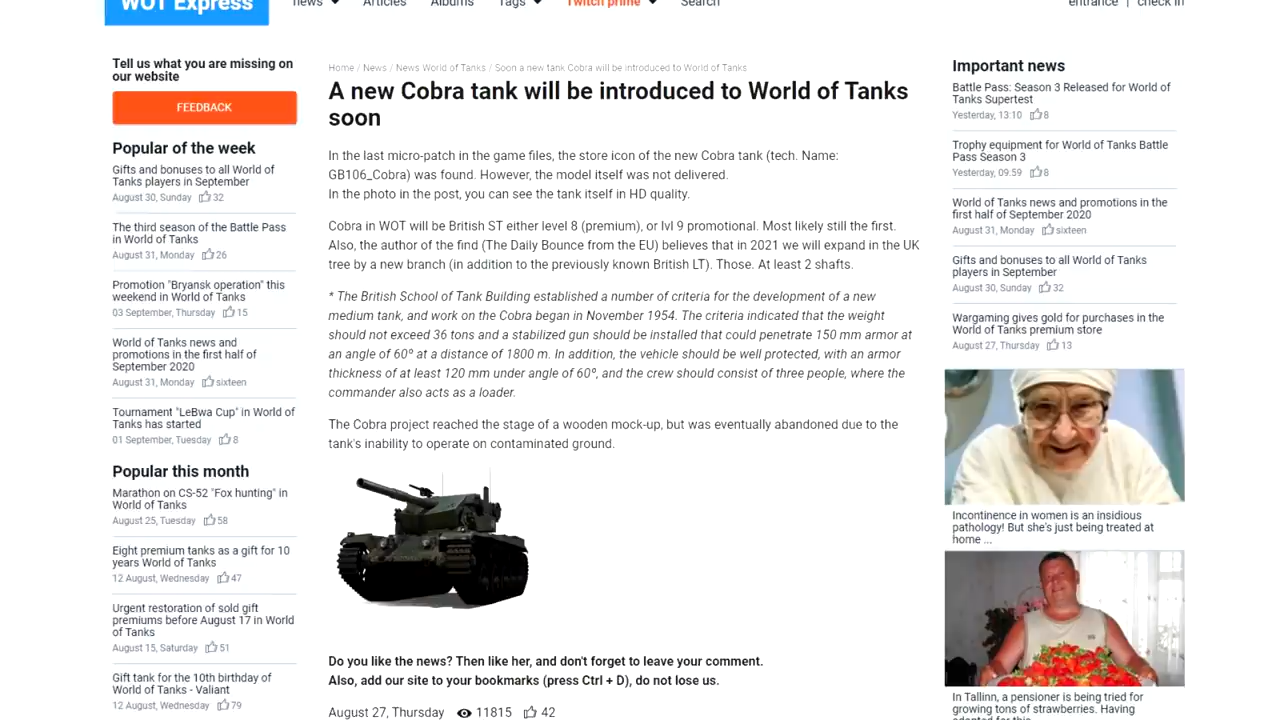 WOT Express
news
Articles
Albums
Tags
Twitch prime
Search
entrance | check in
Tell us what you are missing on
our website
FEEDBACK
Popular of the week
Gifts and bonuses to all World of
Tanks players in September
August 30, Sunday 32
The third season of the Battle Pass
in World of Tanks
August 31, Monday 26
Promotion "Bryansk operation" this
weekend in World of Tanks
03 September, Thursday 15
World of Tanks news and
promotions in the first half of
September 2020
August 31, Monday sixteen
Tournament "LeBwa Cup" in World of
Tanks has started
01 September, Tuesday 8
Popular this month
Marathon on CS-52 "Fox hunting" in
World of Tanks
August 25, Tuesday 58
Eight premium tanks as a gift for 10
years World of Tanks
12 August, Wednesday 47
Urgent restoration of sold gift
premiums before August 17 in World
of Tanks
August 15, Saturday 51
Gift tank for the 10th birthday of
World of Tanks - Valiant
12 August, Wednesday 79
Home / News / News World of Tanks / Soon a new tank Cobra will be introduced to World of Tanks
A new Cobra tank will be introduced to World of Tanks
soon
In the last micro-patch in the game files, the store icon of the new Cobra tank (tech. Name:
GB106_Cobra) was found. However, the model itself was not delivered.
In the photo in the post, you can see the tank itself in HD quality.
Cobra in WOT will be British ST either level 8 (premium), or lvl 9 promotional. Most likely still the first.
Also, the author of the find (The Daily Bounce from the EU) believes that in 2021 we will expand in the UK
tree by a new branch (in addition to the previously known British LT). Those. At least 2 shafts.
* The British School of Tank Building established a number of criteria for the development of a new
medium tank, and work on the Cobra began in November 1954. The criteria indicated that the weight
should not exceed 36 tons and a stabilized gun should be installed that could penetrate 150 mm armor at
an angle of 60º at a distance of 1800 m. In addition, the vehicle should be well protected, with an armor
thickness of at least 120 mm under angle of 60º, and the crew should consist of three people, where the
commander also acts as a loader.
The Cobra project reached the stage of a wooden mock-up, but was eventually abandoned due to the
tank's inability to operate on contaminated ground.
Do you like the news? Then like her, and don't forget to leave your comment.
Also, add our site to your bookmarks (press Ctrl + D), do not lose us.
August 27, Thursday 11815 42
Important news
Battle Pass: Season 3 Released for World of
Tanks Supertest
Yesterday, 13:10 8
Trophy equipment for World of Tanks Battle
Pass Season 3
Yesterday, 09:59 8
World of Tanks news and promotions in the
first half of September 2020
August 31, Monday sixteen
Gifts and bonuses to all World of Tanks
players in September
August 30, Sunday 32
Wargaming gives gold for purchases in the
World of Tanks premium store
August 27, Thursday 13
Incontinence in women is an insidious
pathology! But she's just being treated at
home ...
In Tallin, a pensioner is being tried for
growing tons of strawberries. Having